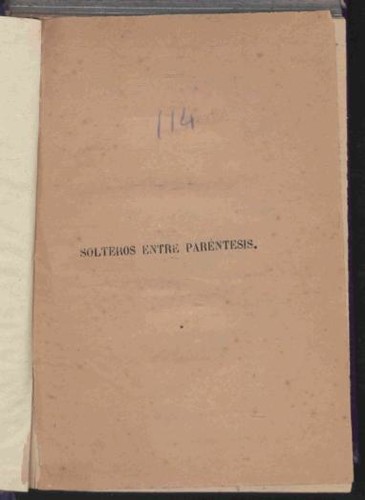 114
SOLTEROS ENTRE PARÉNTESIS.